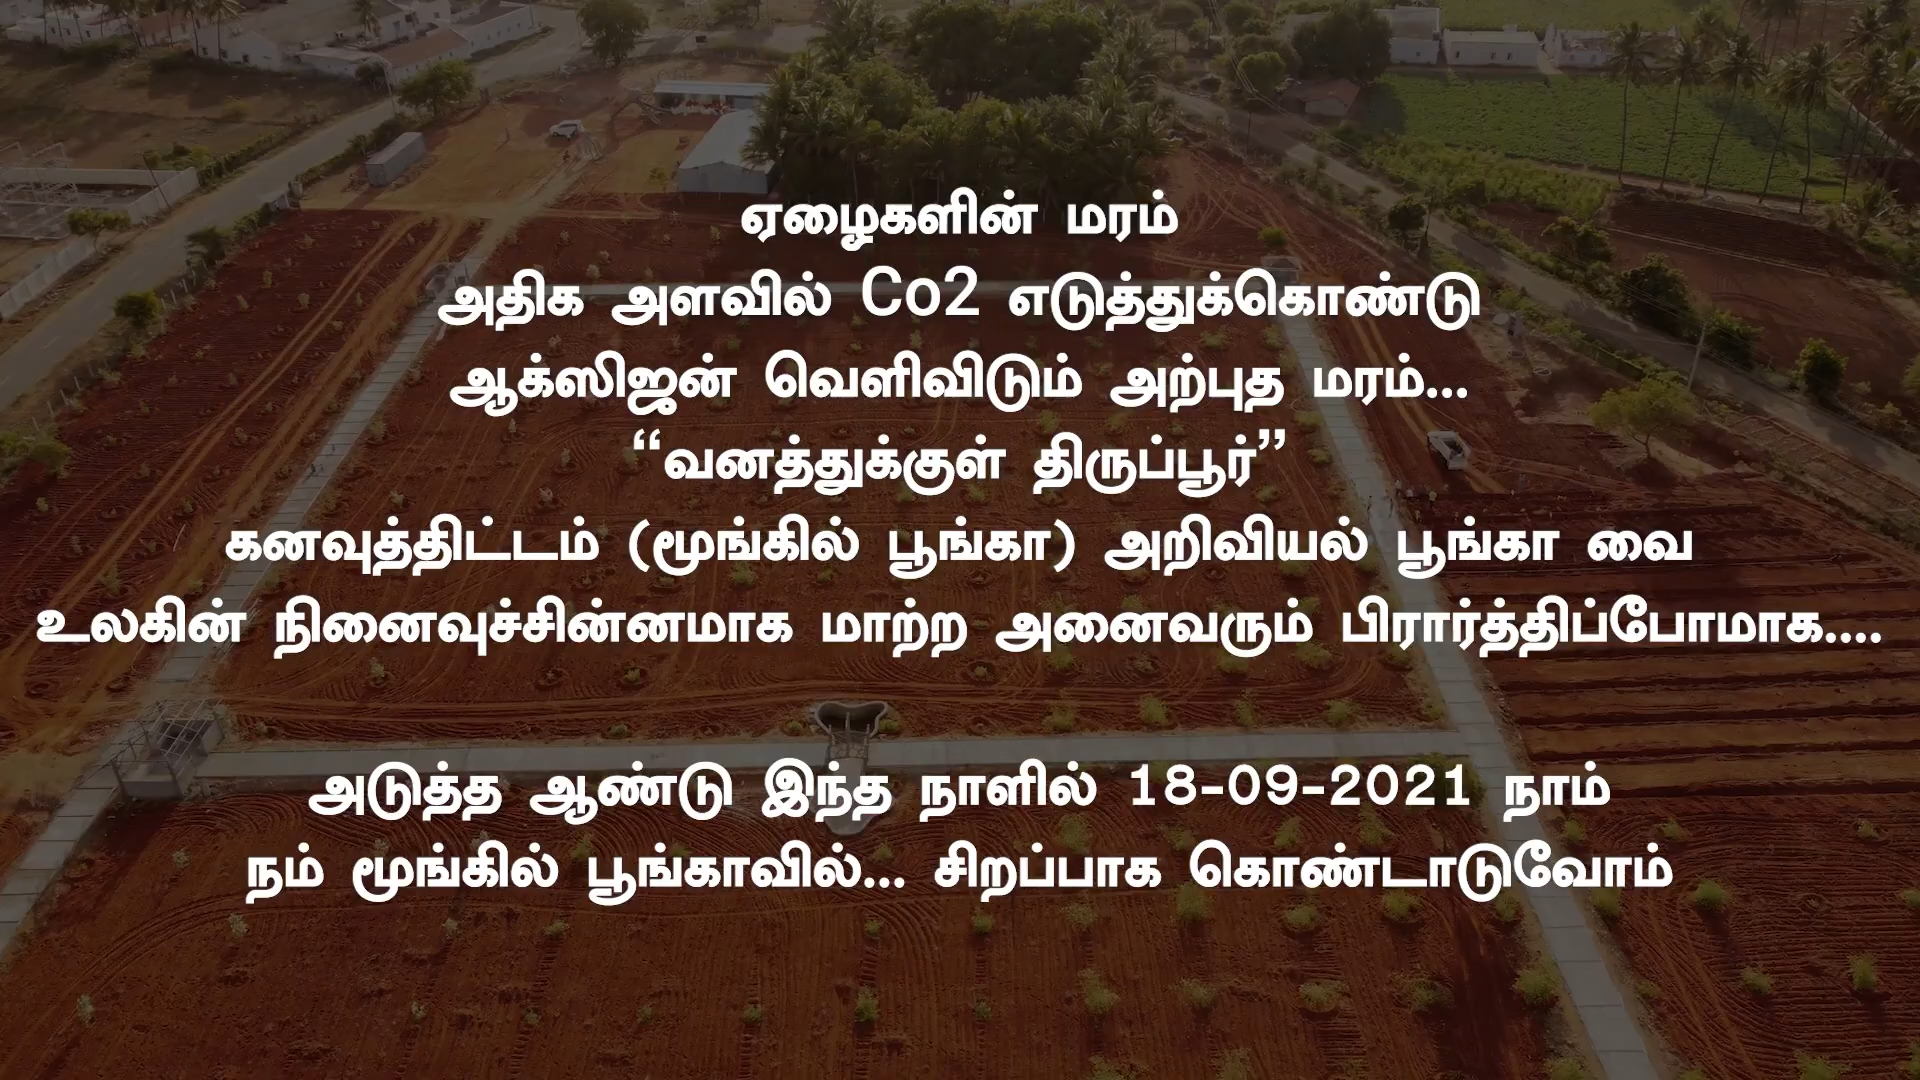 ஏழைகளின் மரம்
அதிக அளவில் Co2 எடுத்துக்கொண்டு
ஆக்ஸிஜன் வெளிவிடும் அற்புத மரம்...
“வனத்துக்குள் திருப்பூர்”
கனவுத்திட்டம் (மூங்கில் பூங்கா) அறிவியல் பூங்கா வை
உலகின் நினைவுச்சின்னமாக மாற்ற அனைவரும் பிரார்த்திப்போமாக....
அடுத்த ஆண்டு இந்த நாளில் 18-09-2021 நாம்
நம் மூங்கில் பூங்காவில்... சிறப்பாக கொண்டாடுவோம்